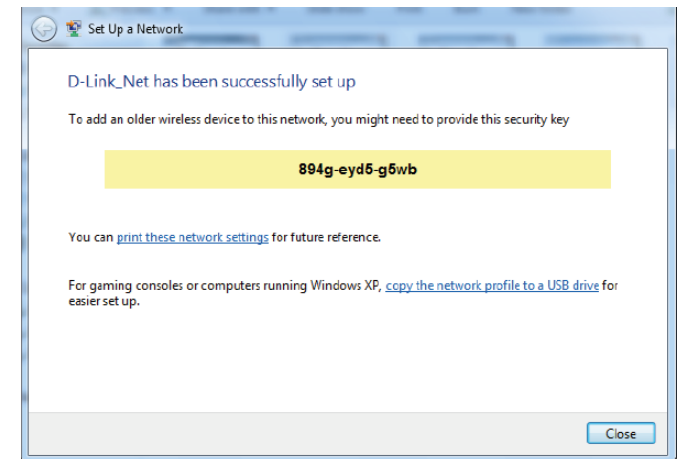 Set Up a Network
D-Link_Net has been successfully set up
To add an older wireless device to this network, you might need to provide this security key
894g-eyd5-g5wb
You can print these network settings for future reference.
For gaming consoles or computers running Windows XP, copy the network profile to a USB drive for
easier set up.
Close